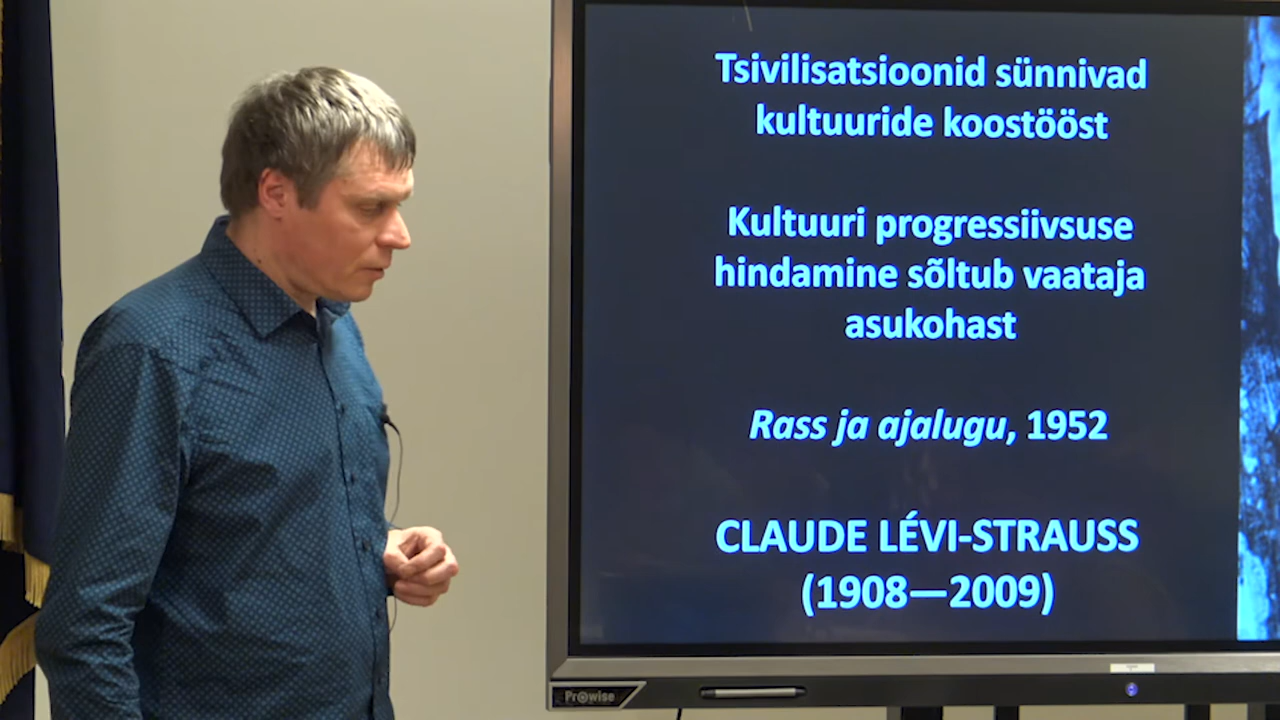 Tsivilisatsioonid sünnivad
kultuuride koostööst
Kultuuri progressiivsuse
hindamine sõltub vaataja
asukohast
Rass ja ajalugu, 1952
CLAUDE LÉVI-STRAUSS
(1908—2009)
Prowise